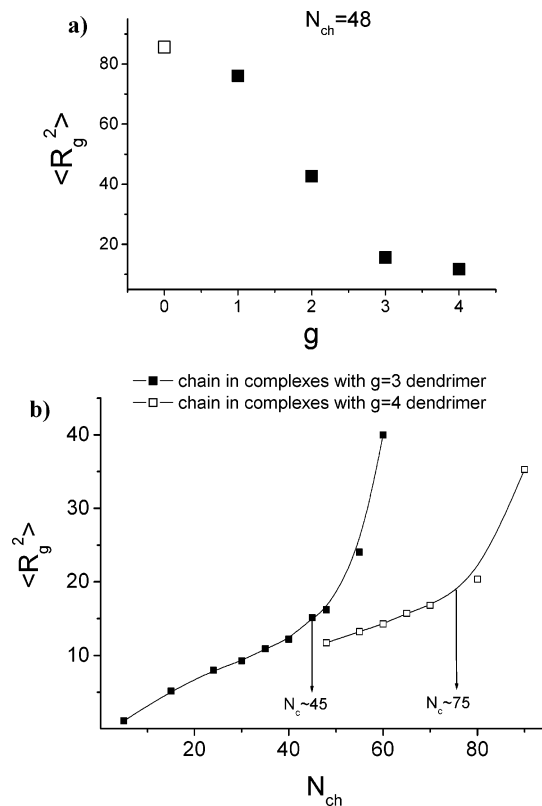 a)
N_ch=48
<R_g^2>
80
60
40
20
0 1 2 3 4
g
chain in complexes with g=3 dendrimer
chain in complexes with g=4 dendrimer
b)
<R_g^2>
40
30
20
10
N_c~45
N_c~75
20 40 60 80
N_ch